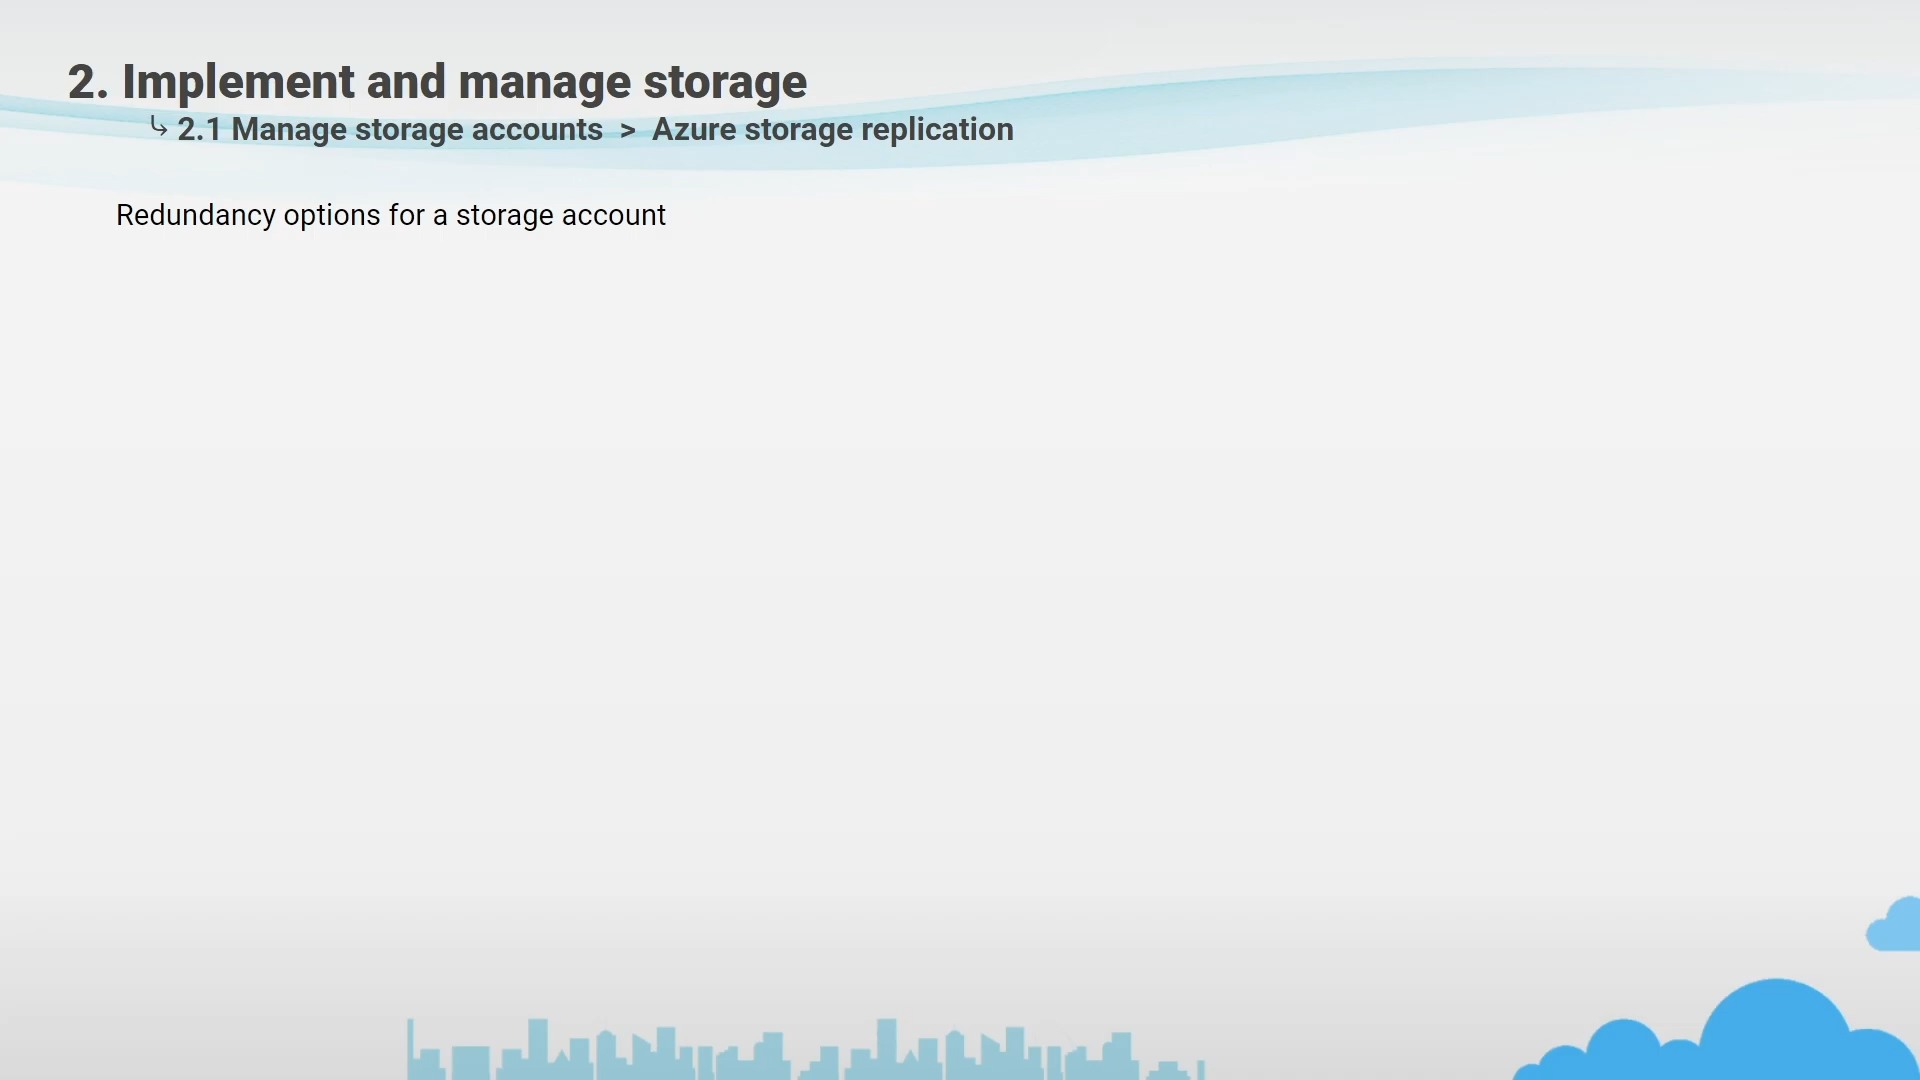 2. Implement and manage storage
⤷ 2.1 Manage storage accounts > Azure storage replication
Redundancy options for a storage account